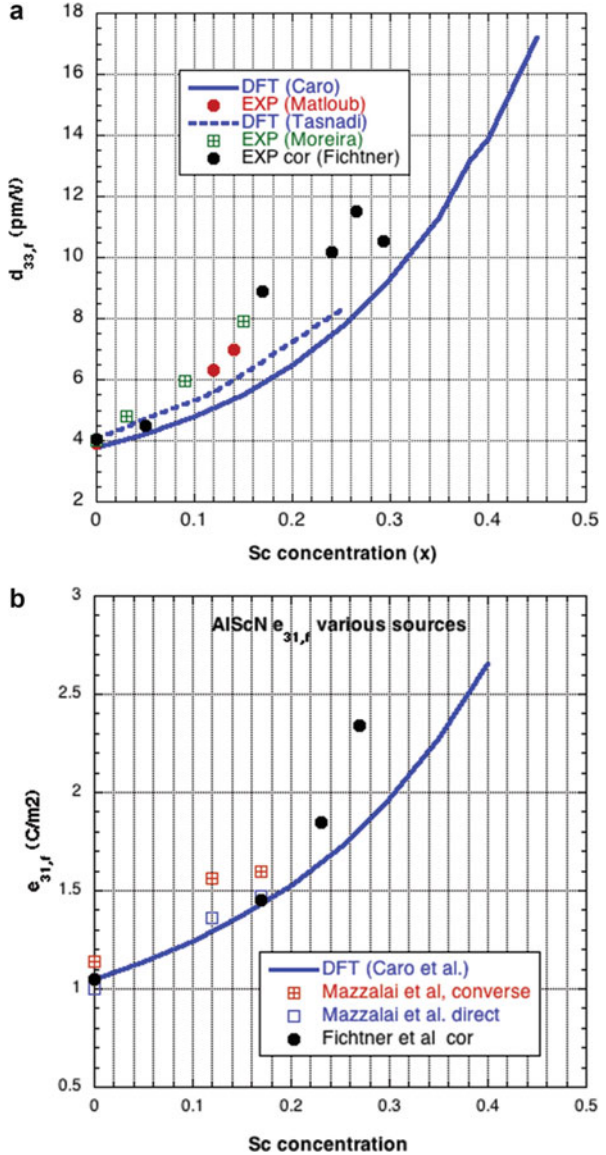 a
18
16
14
12
10
8
6
4
2
d33,f (pm/V)
DFT (Caro)
EXP (Matloub)
DFT (Tasnadi)
EXP (Moreira)
EXP cor (Fichtner)
0 0.1 0.2 0.3 0.4 0.5
Sc concentration (x)
b
3
2.5
2
1.5
1
0.5
e31,f (C/m2)
AlScN e31,f various sources
DFT (Caro et al.)
Mazzalai et al, converse
Mazzalai et al. direct
Fichtner et al cor
0 0.1 0.2 0.3 0.4 0.5
Sc concentration